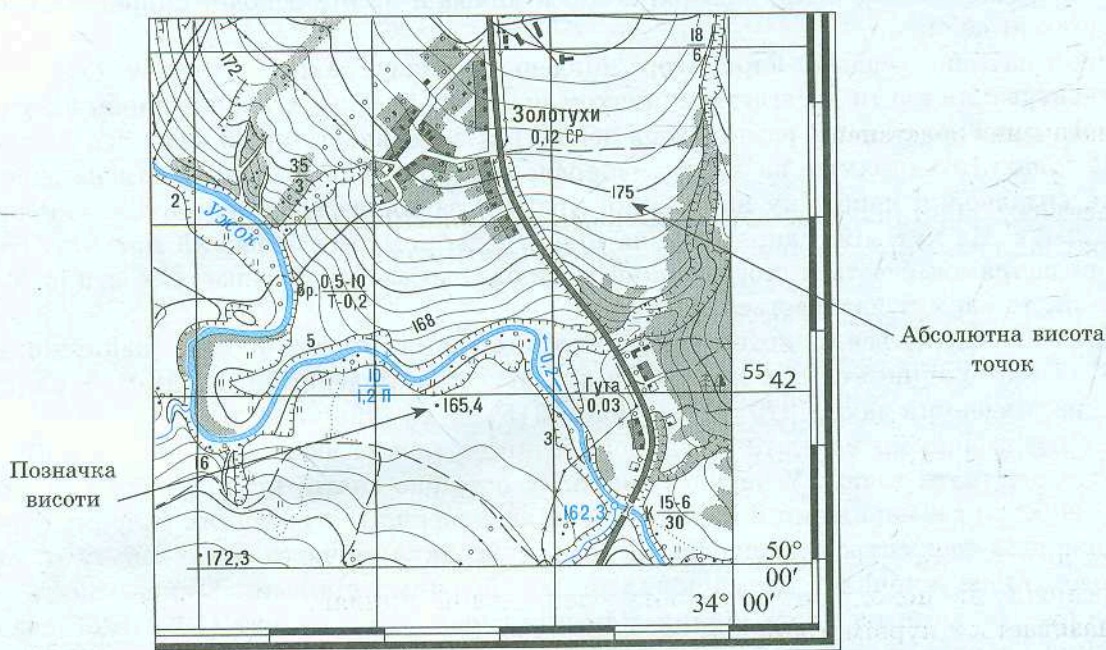 172
18
6
Золотухи
0,12 СР
35
3
175
2
ужок
бр. 0,5-10
Т-0,2
168
5
0,2
Абсолютна висота
точок
55 42
10
1,2 П
Гута
0,03
165,4
3
Позначка
висоти
6
162,3
К 15-6
30
172,3
50°
00′
34° 00′